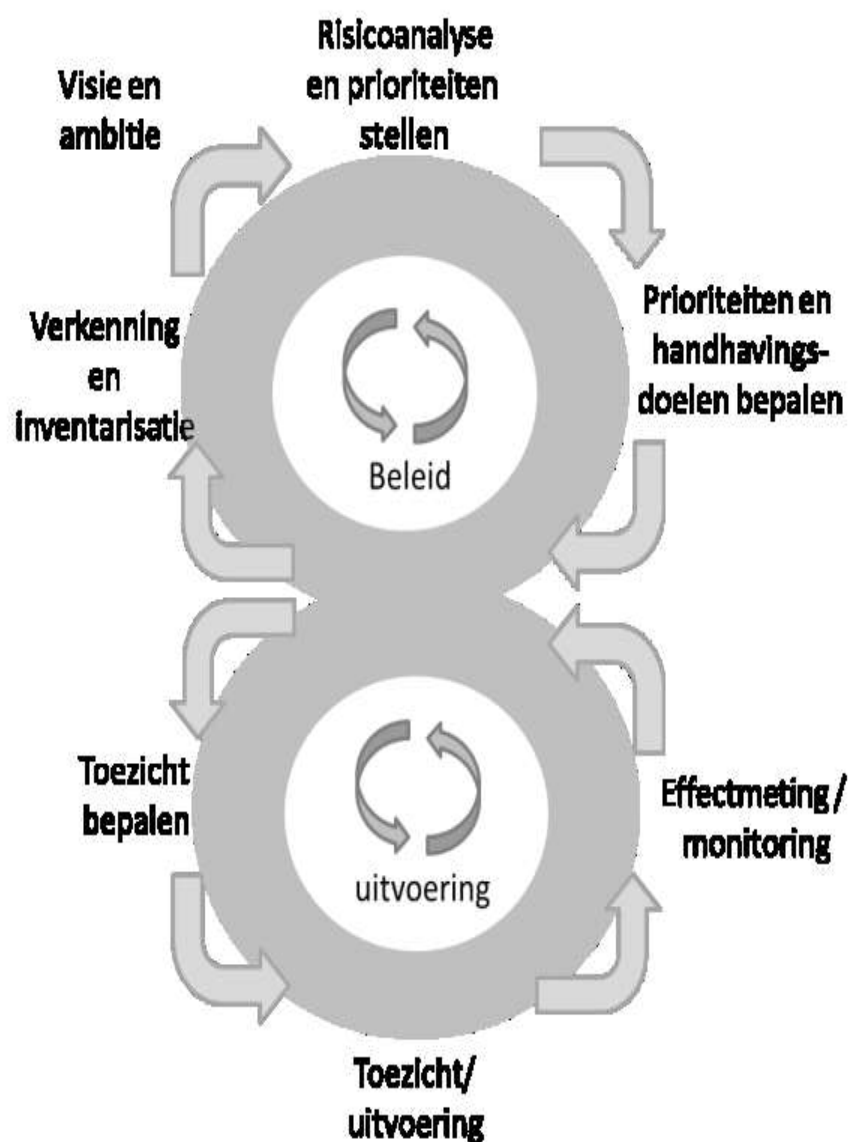 Visie en
ambitie
Risicoanalyse
en prioriteiten
stellen
Verkenning
en
inventarisatie
Prioriteiten en
handhavings-
doelen bepalen
Beleid
Toezicht
bepalen
Effectmeting/
monitoring
uitvoering
Toezicht/
uitvoering